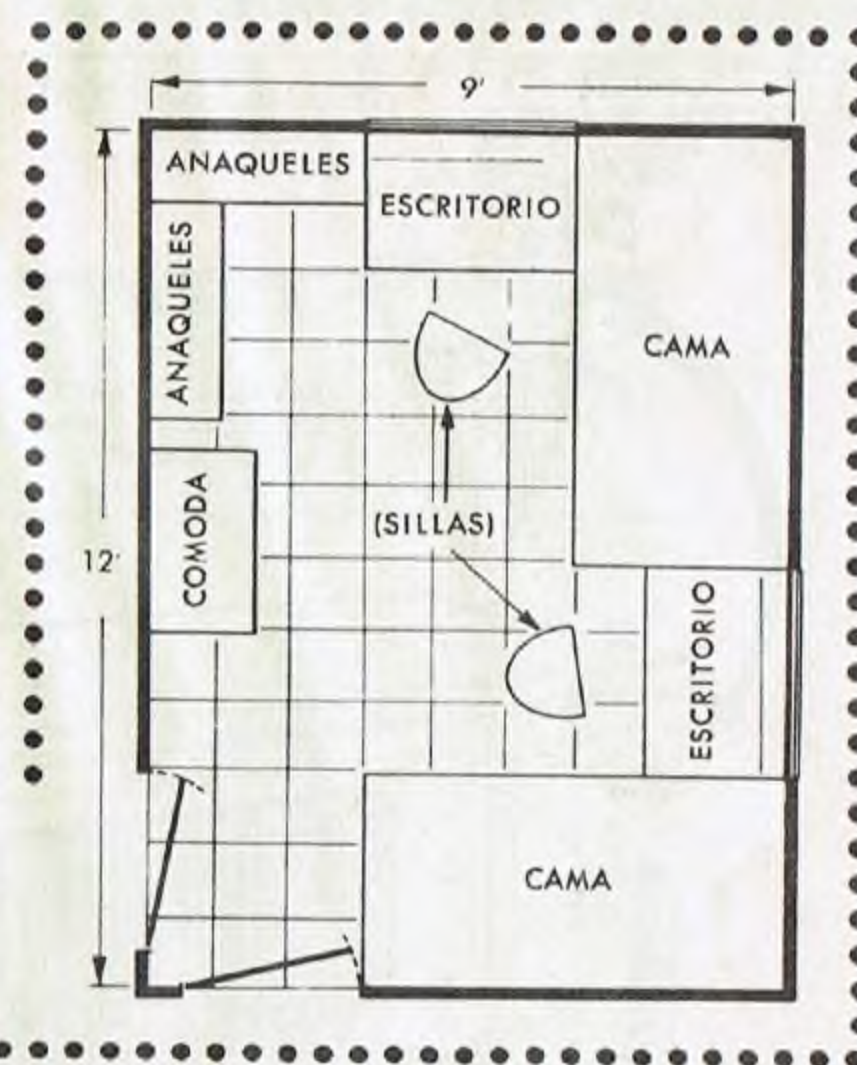 9'
ANAQUELES
ESCRITORIO
ANAQUELES
CAMA
(SILLAS)
COMODA
12'
ESCRITORIO
CAMA